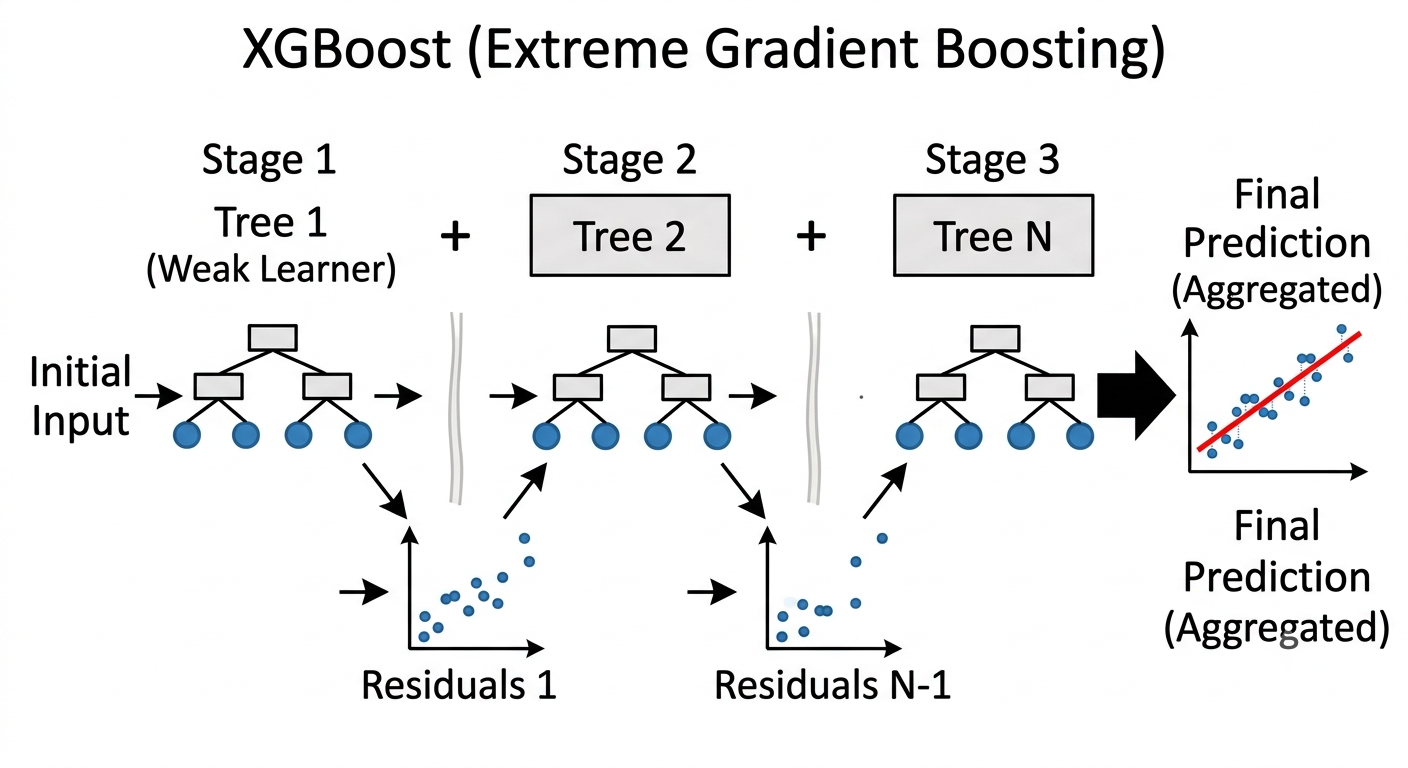 XGBoost (Extreme Gradient Boosting)
Stage 1
Tree 1
(Weak Learner)
+
Stage 2
Tree 2
+
Stage 3
Tree N
Initial
Input
Residuals 1
Residuals N-1
Final
Prediction
(Aggregated)
Final
Prediction
(Aggregated)